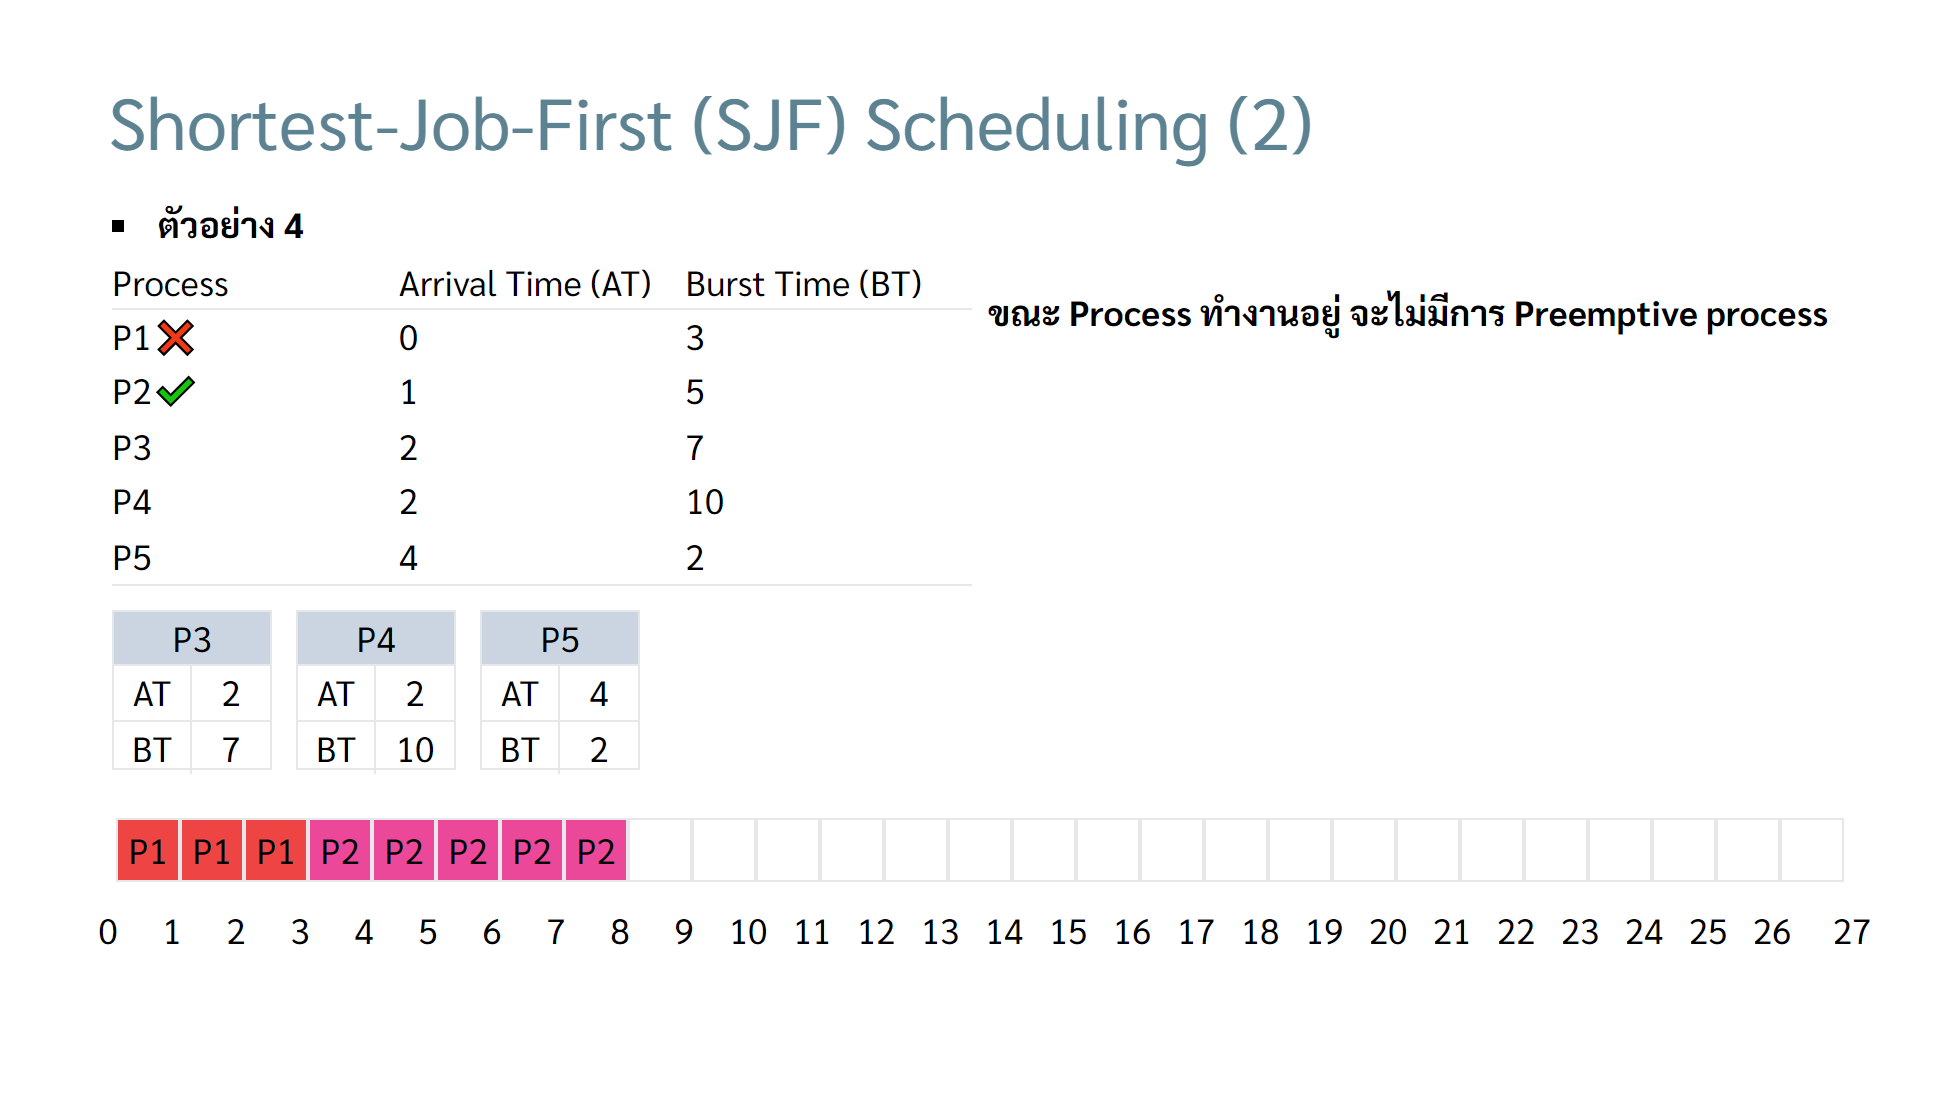 Shortest-Job-First (SJF) Scheduling (2)
ตัวอย่าง 4
Process Arrival Time (AT) Burst Time (BT)
ขณะ Process ทำงานอยู่ จะไม่มีการ Preemptive process
P1 0 3
P2 1 5
P3 2 7
P4 2 10
P5 4 2
P3 P4 P5
AT 2 AT 2 AT 4
BT 7 BT 10 BT 2
P1 P1 P1 P2 P2 P2 P2 P2
0 1 2 3 4 5 6 7 8 9 10 11 12 13 14 15 16 17 18 19 20 21 22 23 24 25 26 27